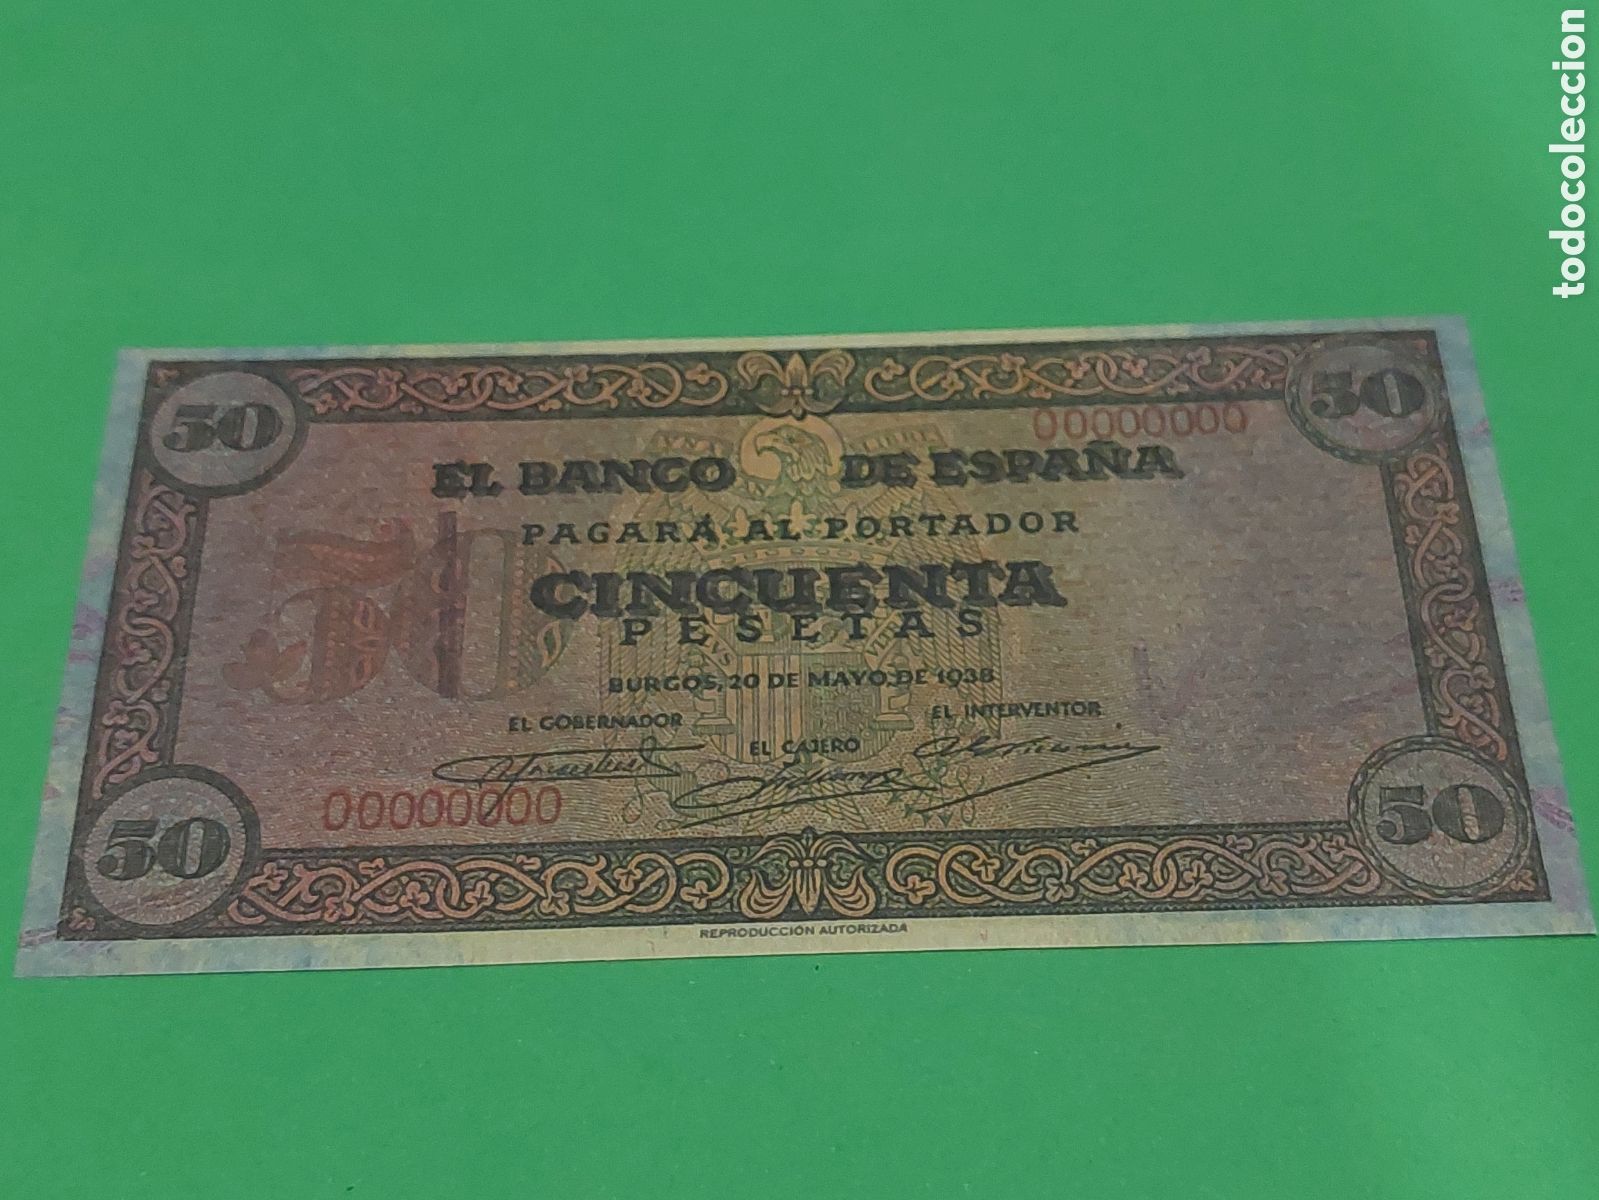 todocoleccion
50
50
00000000
EL BANCO DE ESPAÑA
PAGARÁ AL PORTADOR
50
CINCUENTA
PESETAS
BURGOS, 20 DE MAYO, DE 1938
EL GOBERNADOR
EL CAJERO
EL INTERVENTOR
00000000
50
50
REPRODUCCIÓN AUTORIZADA